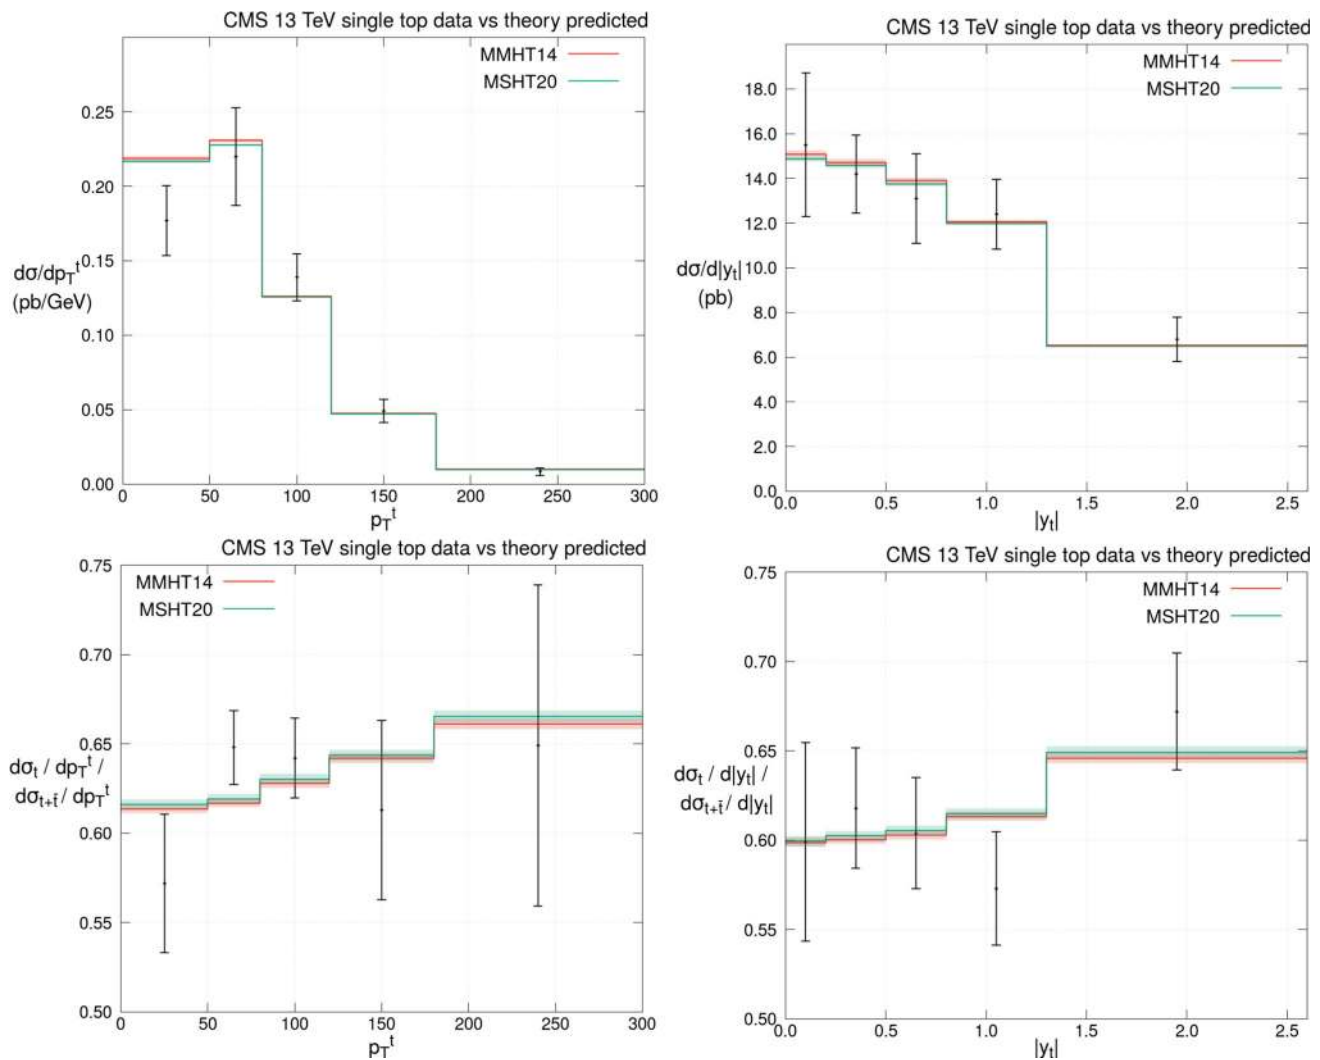 CMS 13 TeV single top data vs theory predicted
MMHT14
MSHT20
0.25
0.20
0.15
0.10
0.05
0.00
dσ/dp_T^t
(pb/GeV)
0 50 100 150 200 250 300
p_T^t
CMS 13 TeV single top data vs theory predicted
MMHT14
MSHT20
18.0
16.0
14.0
12.0
10.0
8.0
6.0
4.0
2.0
0.0
dσ/d|y_t|
(pb)
0.0 0.5 1.0 1.5 2.0 2.5
|y_t|
CMS 13 TeV single top data vs theory predicted
MMHT14
MSHT20
0.75
0.70
0.65
0.60
0.55
0.50
dσ_t / dp_T^t /
dσ_{t+t̄} / dp_T^t
0 50 100 150 200 250 300
p_T^t
CMS 13 TeV single top data vs theory predicted
MMHT14
MSHT20
0.75
0.70
0.65
0.60
0.55
0.50
dσ_t / d|y_t| /
dσ_{t+t̄} / d|y_t|
0.0 0.5 1.0 1.5 2.0 2.5
|y_t|